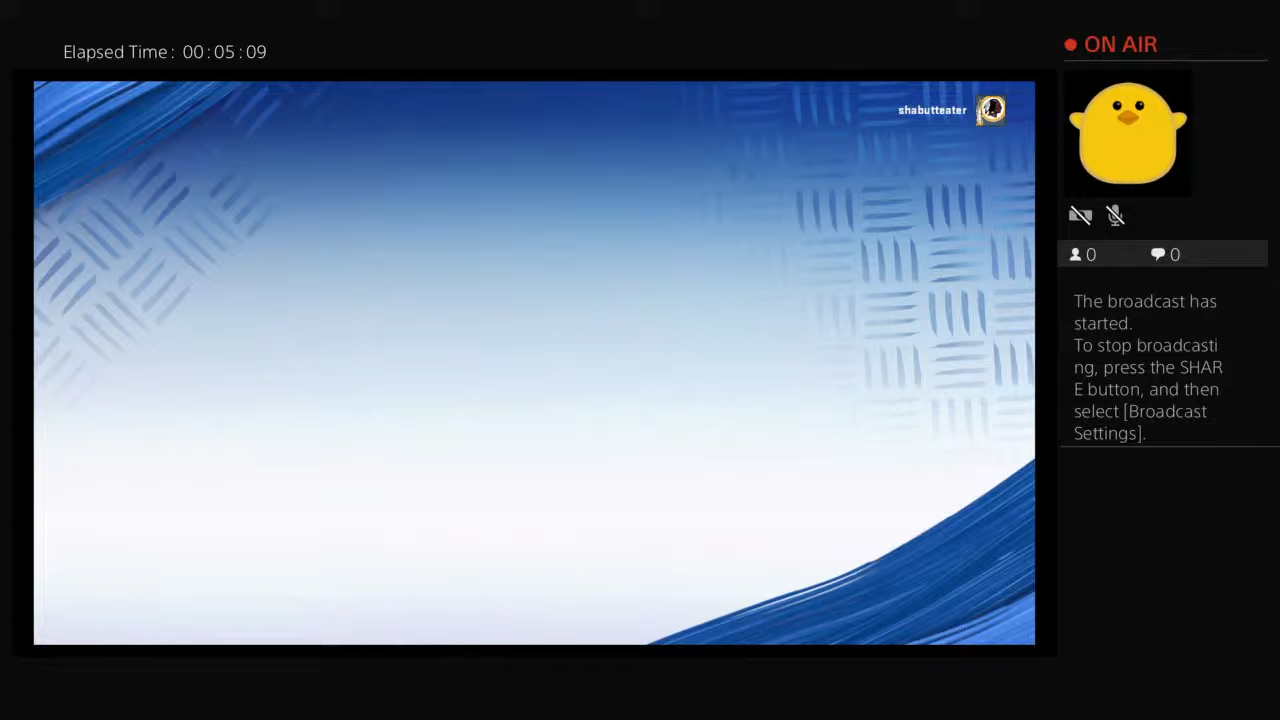 Elapsed Time: 00:05:09
ON AIR
shabutteater
0 0
The broadcast has
started.
To stop broadcasti
ng, press the SHAR
E button, and then
select [Broadcast
Settings].